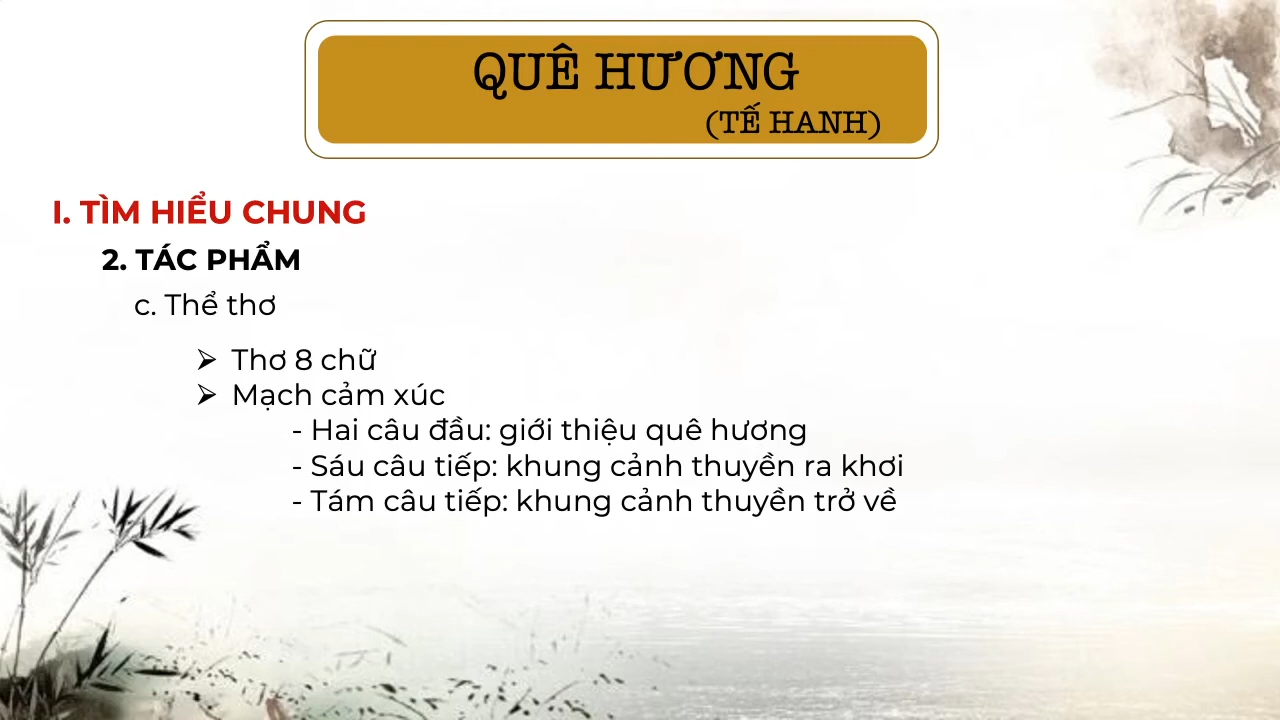 QUÊ HƯƠNG
(TẾ HANH)
I. TÌM HIỂU CHUNG
2. TÁC PHẨM
c. Thể thơ
➢ Thơ 8 chữ
➢ Mạch cảm xúc
- Hai câu đầu: giới thiệu quê hương
- Sáu câu tiếp: khung cảnh thuyền ra khơi
- Tám câu tiếp: khung cảnh thuyền trở về